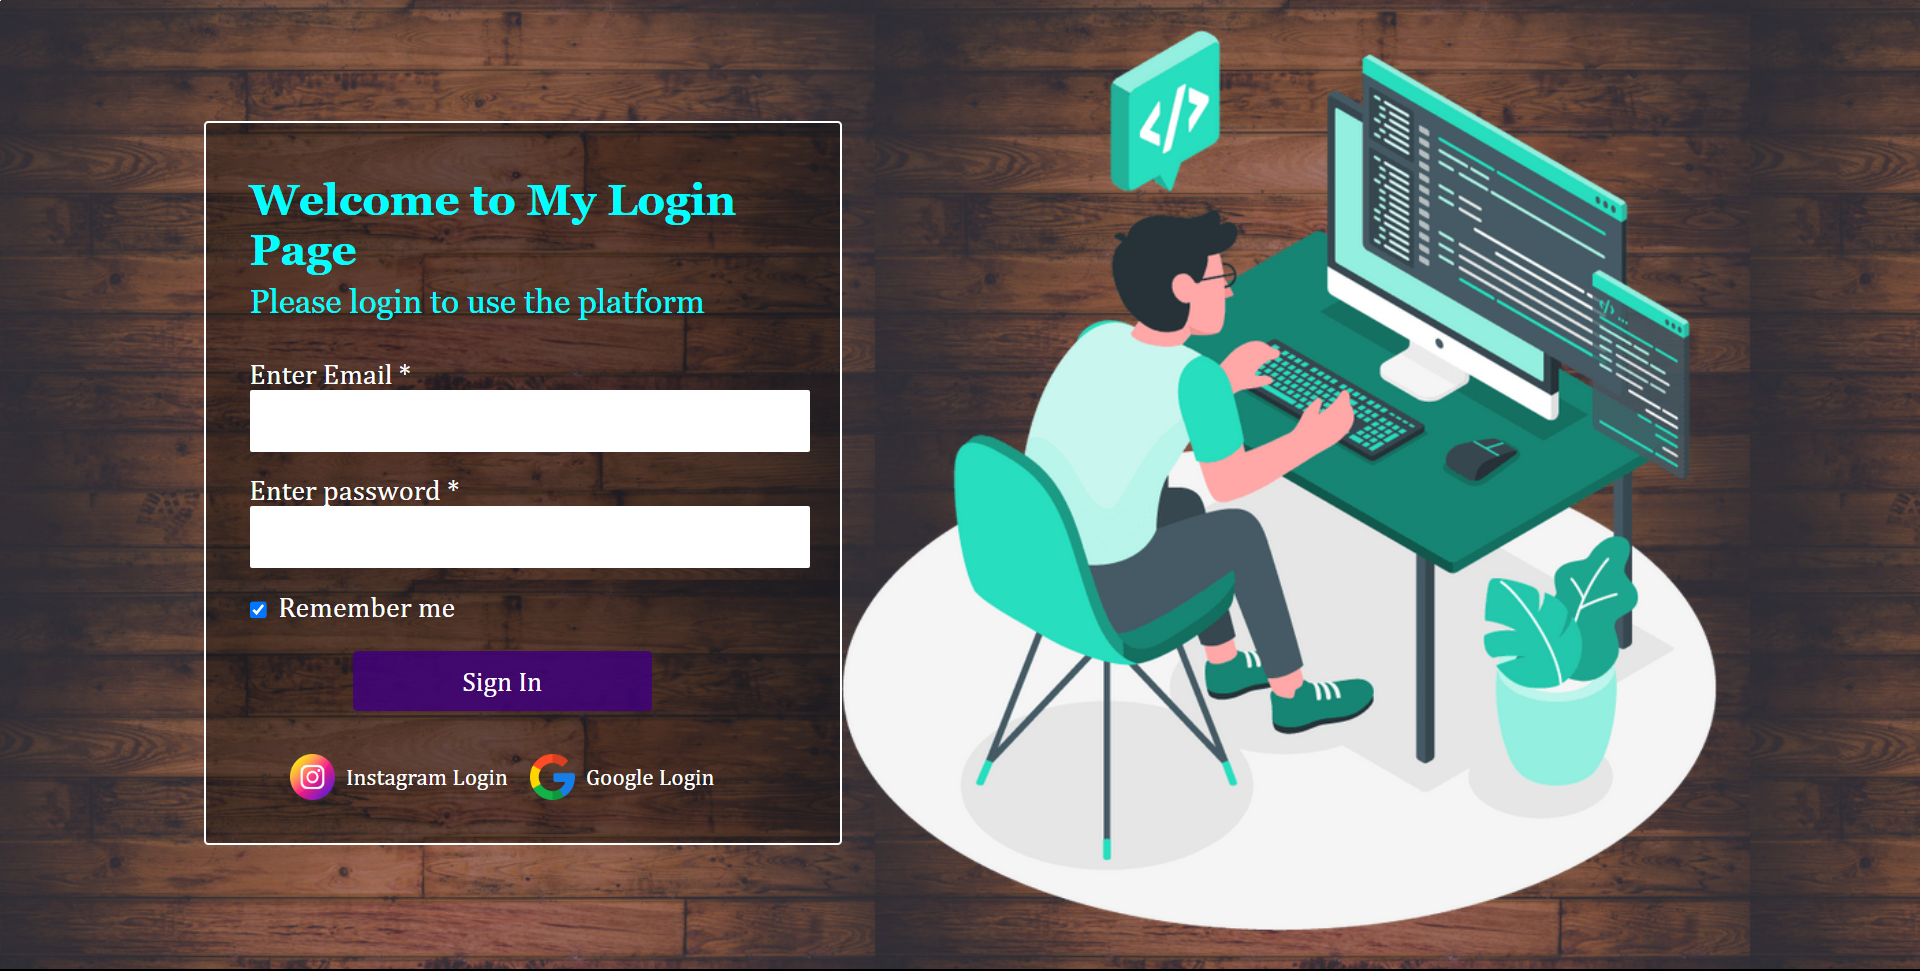 Welcome to My Login
Page
Please login to use the platform
Enter Email *
Enter password *
Remember me
Sign In
Instagram Login
Google Login